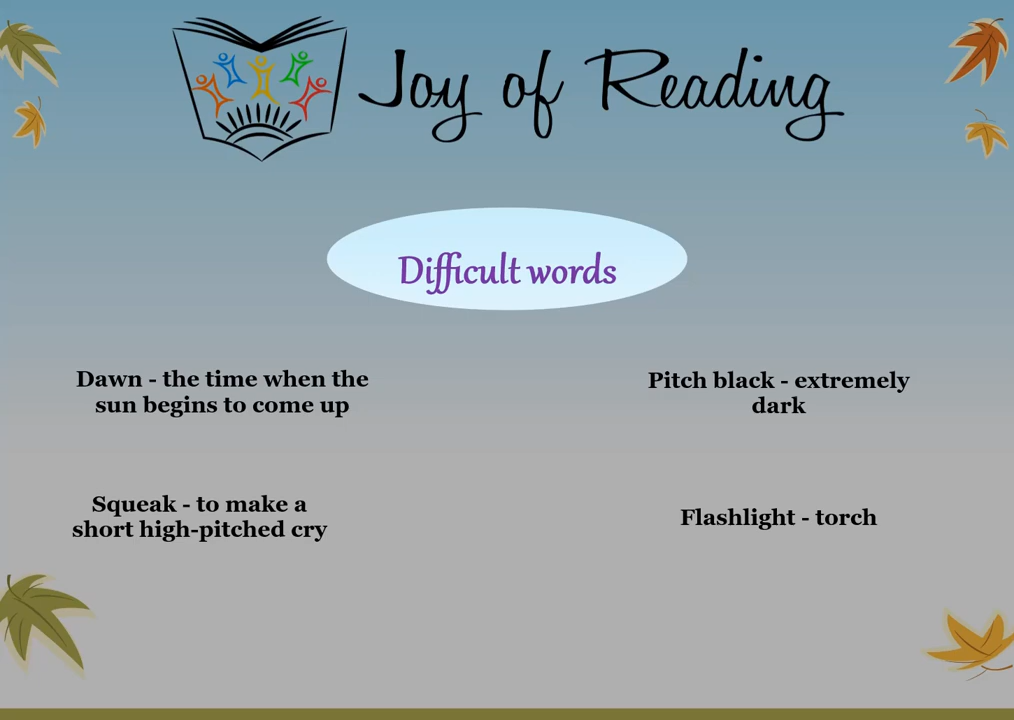 Joy of Reading
Difficult words
Dawn - the time when the
sun begins to come up
Pitch black - extremely
dark
Squeak - to make a
short high-pitched cry
Flashlight - torch